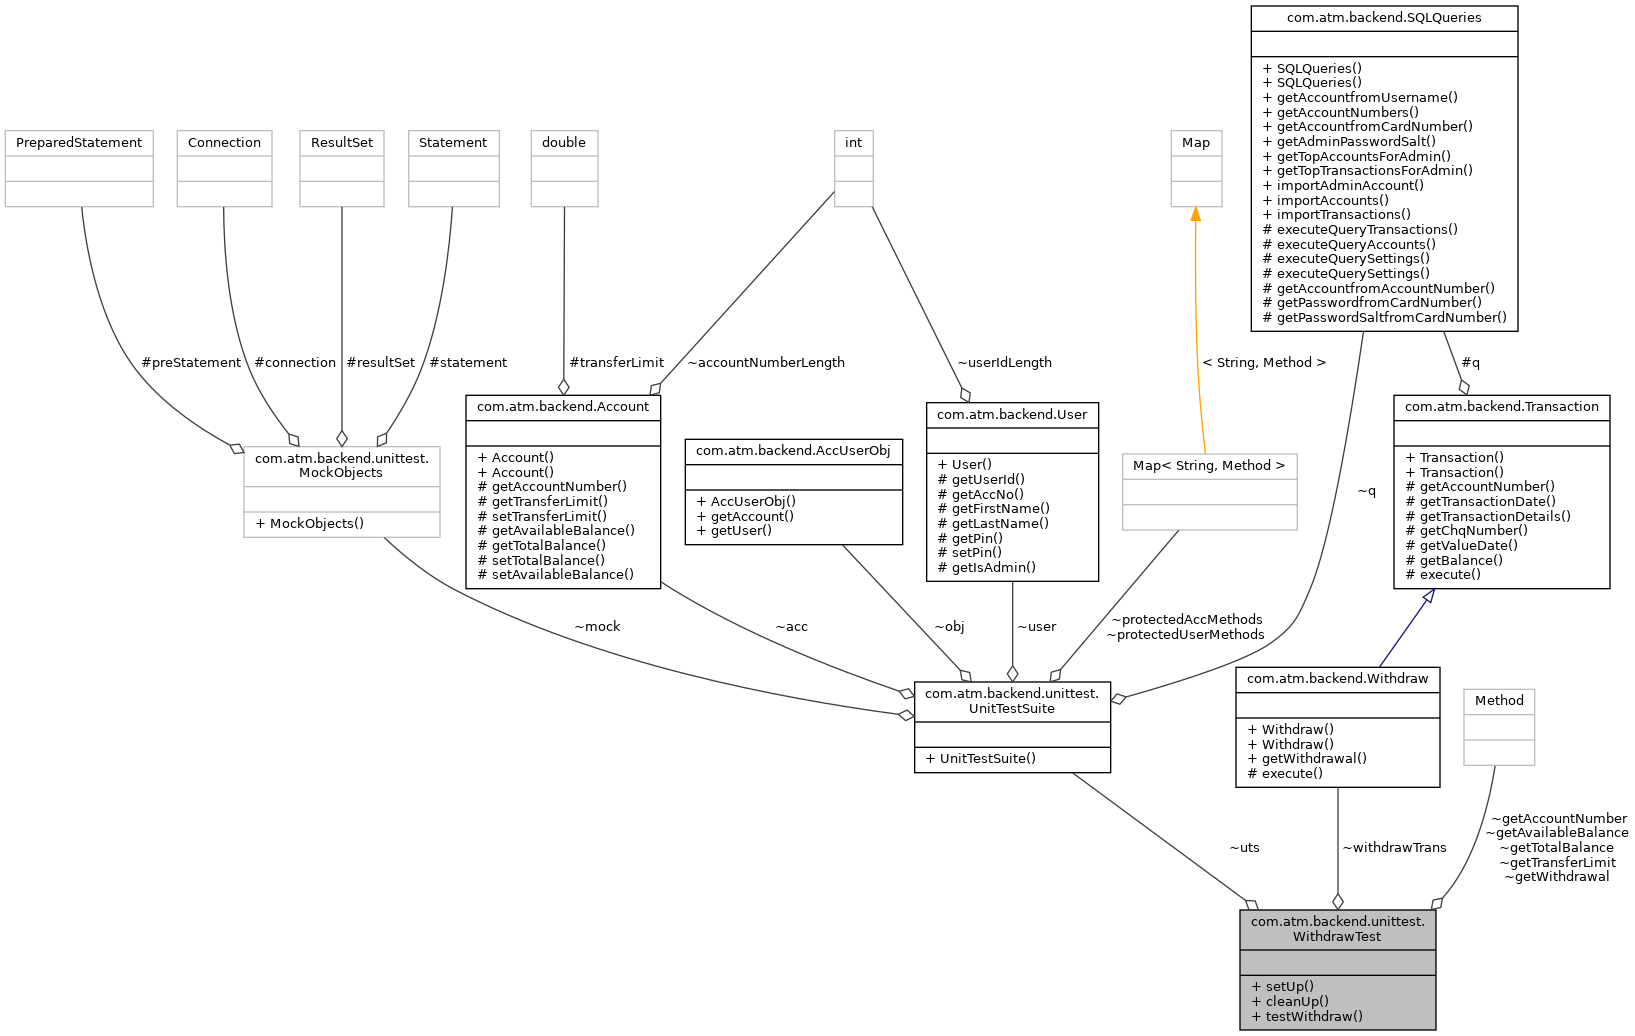 com.atm.backend.SQLQueries
+ SQLQueries()
+ SQLQueries()
+ getAccountfromUsername()
+ getAccountNumbers()
+ getAccountfromCardNumber()
+ getAdminPasswordSalt()
+ getTopAccountsForAdmin()
+ getTopTransactionsForAdmin()
+ importAdminAccount()
+ importAccounts()
+ importTransactions()
# executeQueryTransactions()
# executeQueryAccounts()
# executeQuerySettings()
# executeQuerySettings()
# getAccountfromAccountNumber()
# getPasswordfromCardNumber()
# getPasswordSaltfromCardNumber()
PreparedStatement
Connection
ResultSet
Statement
double
int
Map
#preStatement
#connection
#resultSet
#statement
#transferLimit
~accountNumberLength
~userIdLength
< String, Method >
#q
com.atm.backend.unittest.
MockObjects
+ MockObjects()
com.atm.backend.Account
+ Account()
+ Account()
# getAccountNumber()
# getTransferLimit()
# setTransferLimit()
# getAvailableBalance()
# getTotalBalance()
# setTotalBalance()
# setAvailableBalance()
com.atm.backend.AccUserObj
+ AccUserObj()
+ getAccount()
+ getUser()
com.atm.backend.User
+ User()
# getUserId()
# getAccNo()
# getFirstName()
# getLastName()
# getPin()
# setPin()
# getIsAdmin()
Map< String, Method >
~q
com.atm.backend.Transaction
+ Transaction()
+ Transaction()
# getAccountNumber()
# getTransactionDate()
# getTransactionDetails()
# getChqNumber()
# getValueDate()
# getBalance()
# execute()
~mock
~acc
~obj
~user
~protectedAccMethods
~protectedUserMethods
com.atm.backend.unittest.
UnitTestSuite
+ UnitTestSuite()
com.atm.backend.Withdraw
+ Withdraw()
+ Withdraw()
+ getWithdrawal()
# execute()
Method
~uts
~withdrawTrans
~getAccountNumber
~getAvailableBalance
~getTotalBalance
~getTransferLimit
~getWithdrawal
com.atm.backend.unittest.
WithdrawTest
+ setUp()
+ cleanUp()
+ testWithdraw()